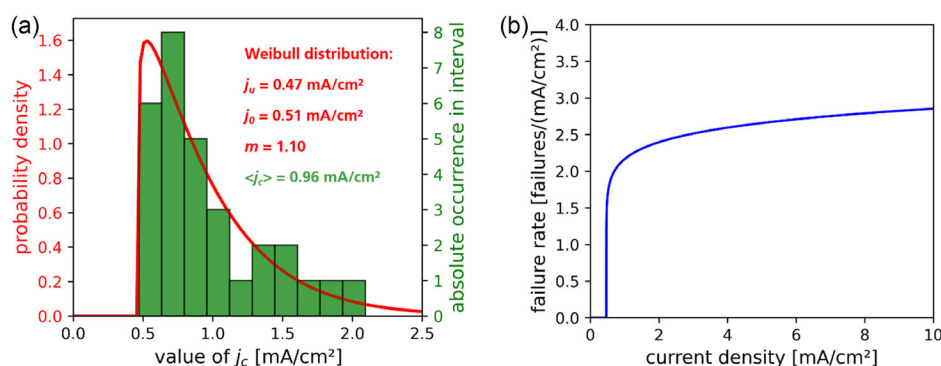 (a)
probability density
1.6
1.4
1.2
1.0
0.8
0.6
0.4
0.2
0.0
0.0 0.5 1.0 1.5 2.0 2.5
value of j_c [mA/cm²]
Weibull distribution:
j_u = 0.47 mA/cm²
j_0 = 0.51 mA/cm²
m = 1.10
<j_c> = 0.96 mA/cm²
8
7
6
5
4
3
2
1
0
absolute occurrence in interval
(b)
failure rate [failures/(mA/cm²)]
4.0
3.5
3.0
2.5
2.0
1.5
1.0
0.5
0.0
0 2 4 6 8 10
current density [mA/cm²]